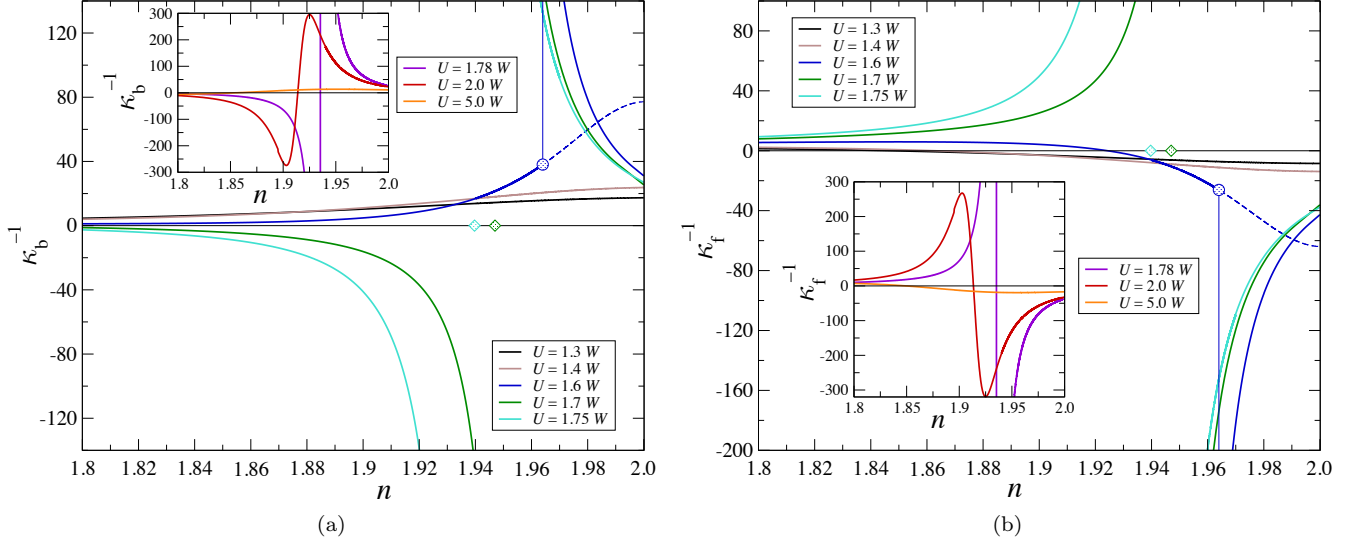 300
200
100
0
-100
-200
-300
1.8
1.85
1.9
1.95
2.0
n
κ_b^{-1}
U = 1.78 W
U = 2.0 W
U = 5.0 W
120
80
40
0
-40
-80
-120
κ_b^{-1}
U = 1.3 W
U = 1.4 W
U = 1.6 W
U = 1.7 W
U = 1.75 W
1.8 1.82 1.84 1.86 1.88 1.9 1.92 1.94 1.96 1.98 2.0
n
(a)
80
40
0
-40
-80
-120
-160
-200
κ_f^{-1}
U = 1.3 W
U = 1.4 W
U = 1.6 W
U = 1.7 W
U = 1.75 W
300
200
100
0
-100
-200
-300
κ_f^{-1}
1.8 1.85 1.9 1.95 2.0
n
U = 1.78 W
U = 2.0 W
U = 5.0 W
1.8 1.82 1.84 1.86 1.88 1.9 1.92 1.94 1.96 1.98 2.0
n
(b)